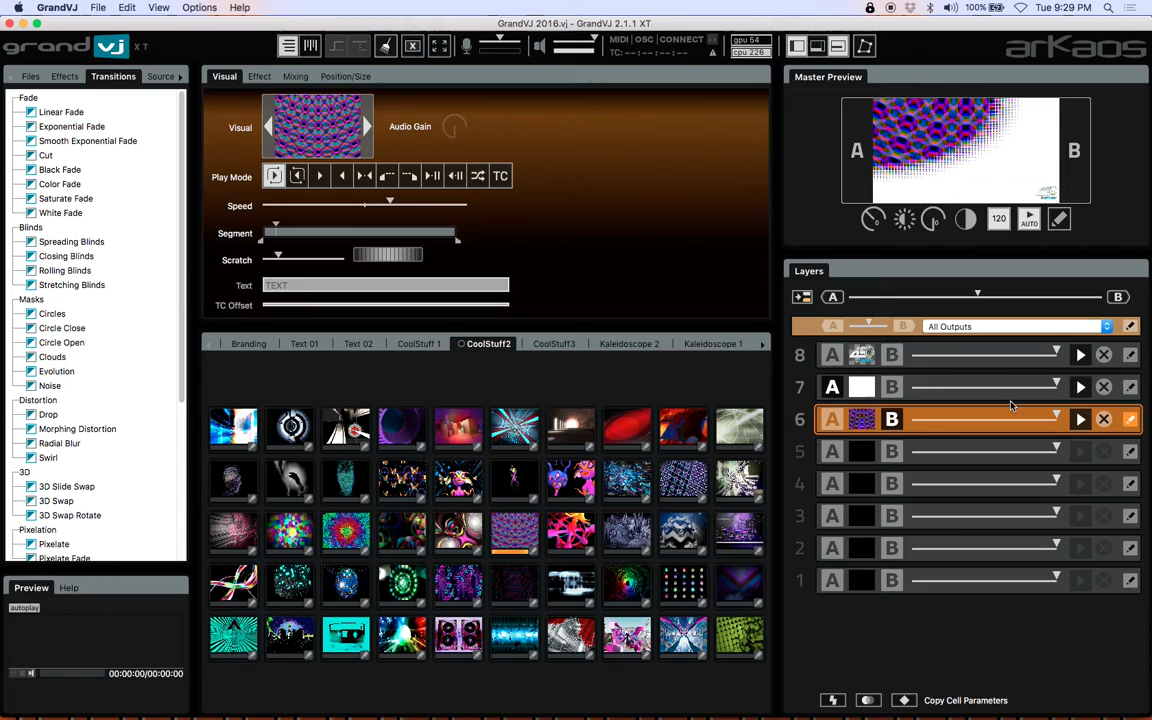 GrandVJ File Edit View Options Help 100% Tue 9:29 PM
GrandVJ 2016.vj - GrandVJ 2.1.1 XT
grand vj XT
MIDI OSC CONNECT
TC:--:--:--:--
gpu 54
cpu 226
arKaos
Files Effects Transitions Source
Fade
Linear Fade
Exponential Fade
Smooth Exponential Fade
Cut
Black Fade
Color Fade
Saturate Fade
White Fade
Blinds
Spreading Blinds
Closing Blinds
Rolling Blinds
Stretching Blinds
Masks
Circles
Circle Close
Circle Open
Clouds
Evolution
Noise
Distortion
Drop
Morphing Distortion
Radial Blur
Swirl
3D
3D Slide Swap
3D Swap
3D Swap Rotate
Pixelation
Pixelate
Pixelate Fade
Preview Help
autoplay
00:00:00/00:00:00
Visual Effect Mixing Position/Size
Visual
Audio Gain
Play Mode
TC
Speed
Segment
Scratch
Text TEXT
TC Offset
Branding Text 01 Text 02 CoolStuff 1 CoolStuff2 CoolStuff3 Kaleidoscope 2 Kaleidoscope 1
Master Preview
A B
120 AUTO
Layers
A B
A B All Outputs
8 A B
7 A B
6 A B
5 A B
4 A B
3 A B
2 A B
1 A B
Copy Cell Parameters